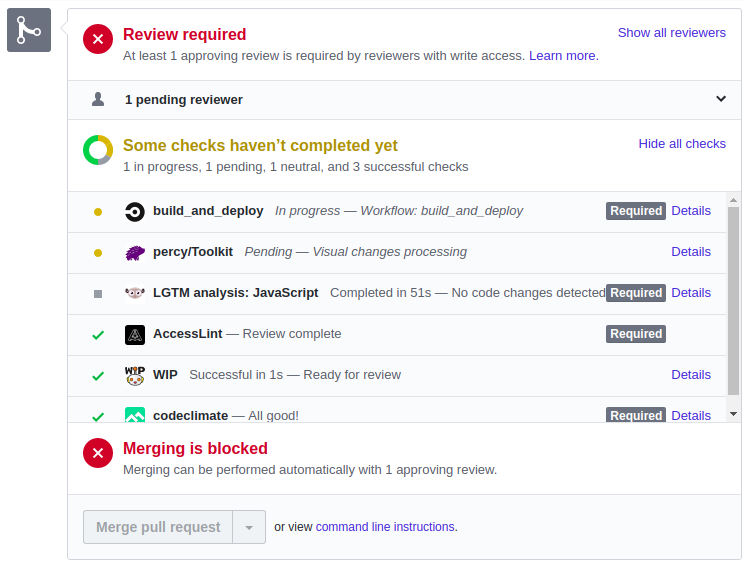 Review required
Show all reviewers
At least 1 approving review is required by reviewers with write access. Learn more.
1 pending reviewer
Some checks haven’t completed yet
Hide all checks
1 in progress, 1 pending, 1 neutral, and 3 successful checks
build_and_deploy In progress — Workflow: build_and_deploy Required Details
percy/Toolkit Pending — Visual changes processing Details
LGTM analysis: JavaScript Completed in 51s — No code changes detected Required Details
AccessLint — Review complete Required
WIP WIP Successful in 1s — Ready for review Details
codeclimate — All good! Required Details
Merging is blocked
Merging can be performed automatically with 1 approving review.
Merge pull request or view command line instructions.